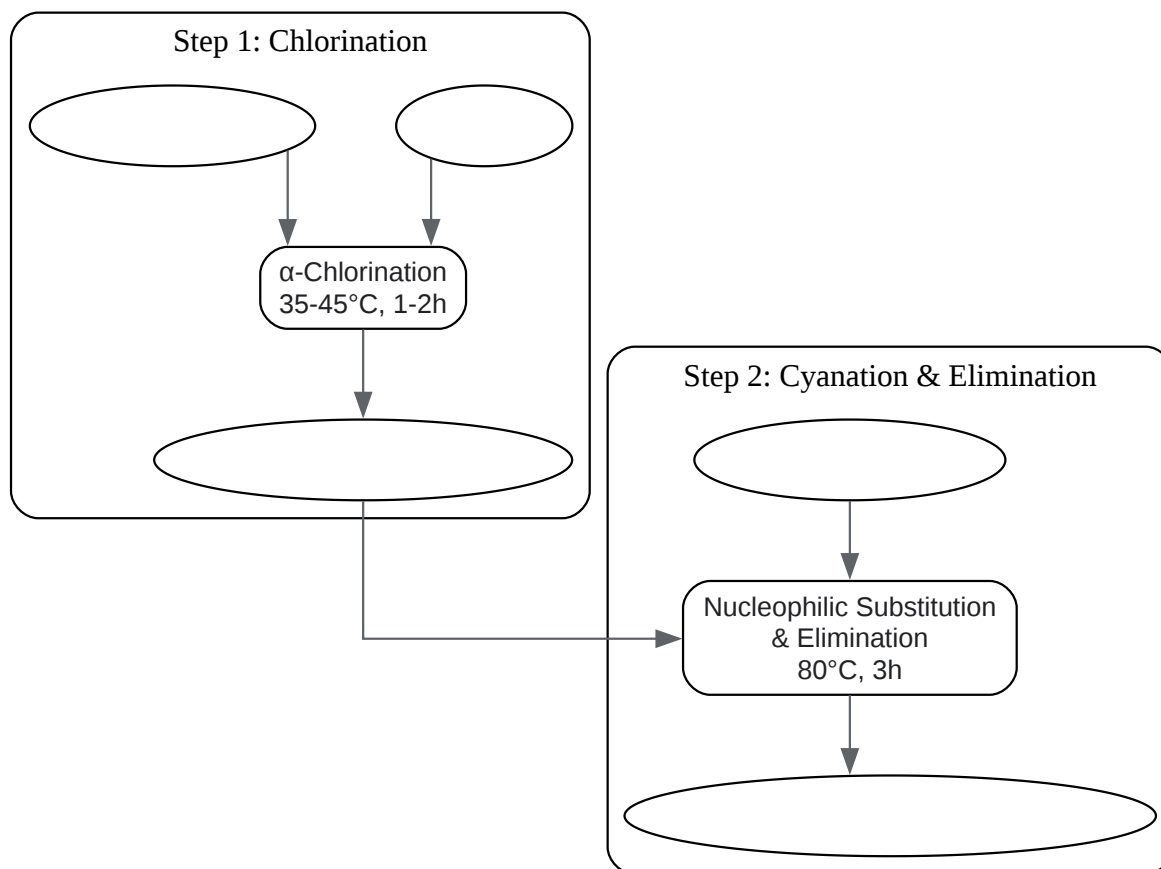 Step 1: Chlorination
α-Chlorination
35-45°C, 1-2h
Step 2: Cyanation & Elimination
Nucleophilic Substitution
& Elimination
80°C, 3h